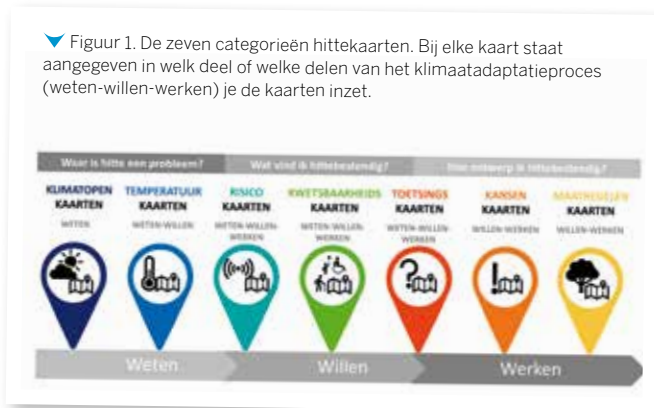 Figuur 1. De zeven categorieën hittekaarten. Bij elke kaart staat
aangegeven in welk deel of welke delen van het klimaatadaptatieproces
(weten-willen-werken) je de kaarten inzet.
Waar is hitte een probleem? Wat vind ik hittebestendig? Hoe ontwerp ik hittebestendig?
KLIMATOPEN TEMPERATUUR RISICO KWETSBAARHEIDS TOETSINGS KANSEN MAATREGELEN
KAARTEN KAARTEN KAARTEN KAARTEN KAARTEN KAARTEN KAARTEN
WETEN WETEN-WILLEN WETEN-WILLEN- WETEN-WILLEN- WETEN-WILLEN- WILLEN-WERKEN WILLEN-WERKEN
WERKEN WERKEN WERKEN
Weten Willen Werken